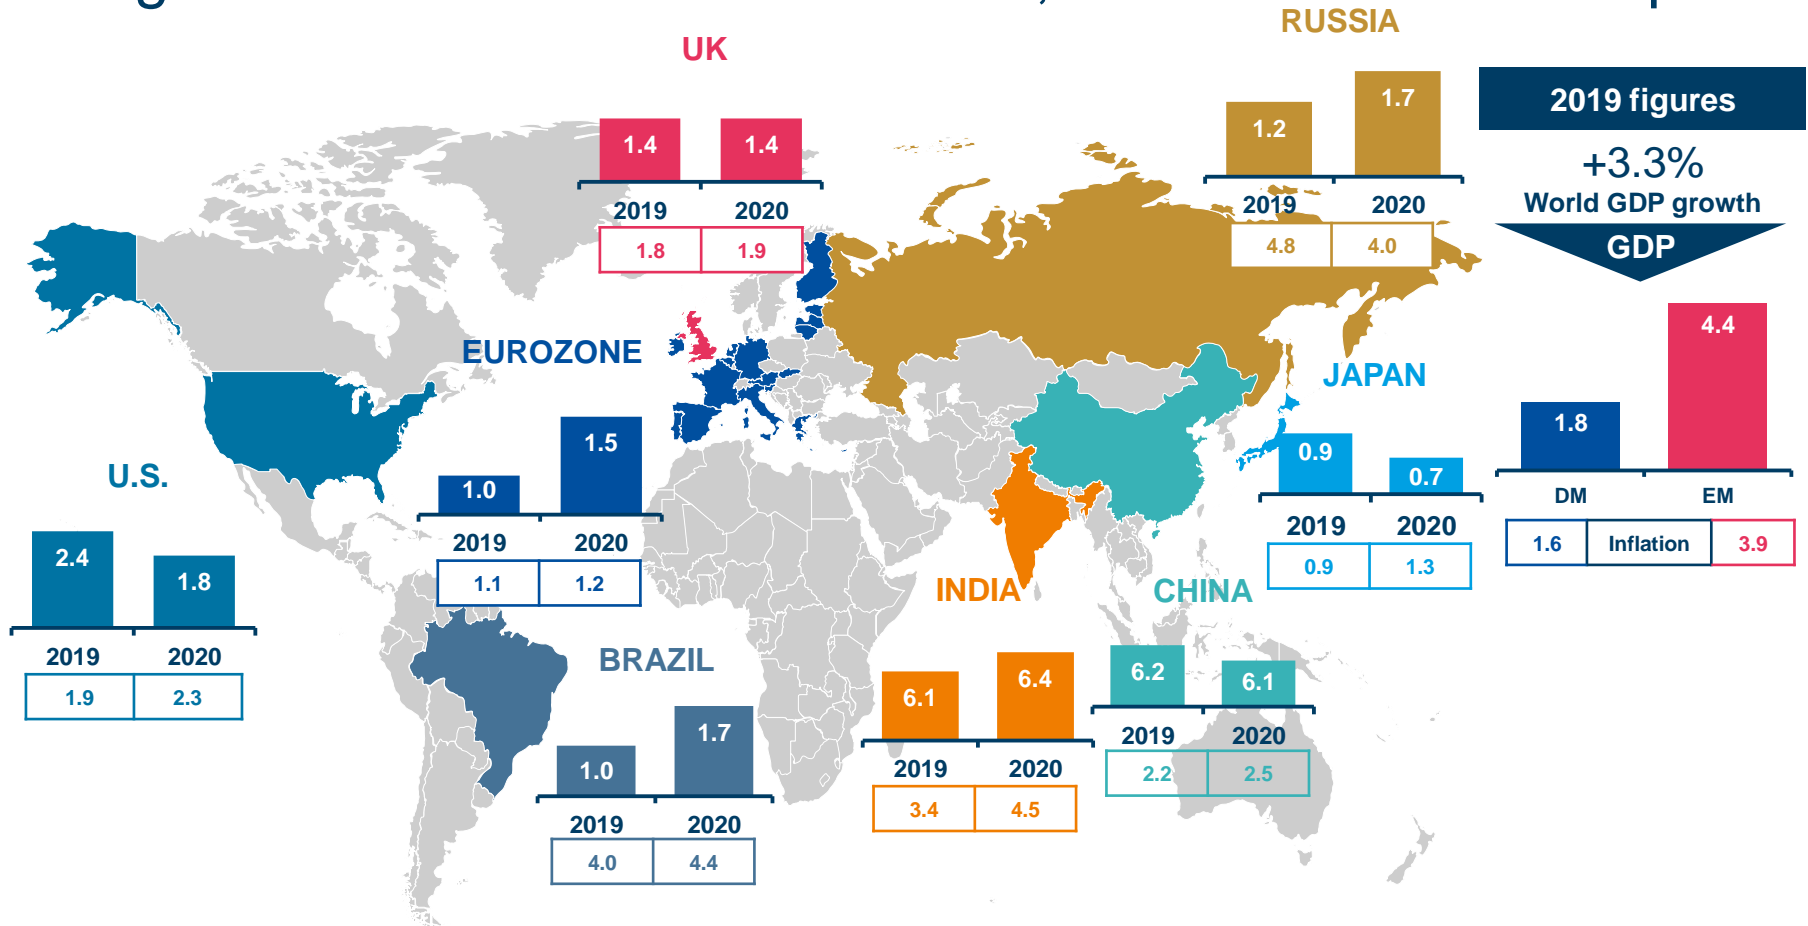 RUSSIA
UK
1.4 1.4
2019 2020
1.8 1.9
1.2 1.7
2019 2020
4.8 4.0
2019 figures
+3.3%
World GDP growth
GDP
1.8 4.4
DM EM
1.6 Inflation 3.9
EUROZONE
1.0 1.5
2019 2020
1.1 1.2
JAPAN
0.9 0.7
2019 2020
0.9 1.3
U.S.
2.4 1.8
2019 2020
1.9 2.3
BRAZIL
1.0 1.7
2019 2020
4.0 4.4
INDIA
6.1 6.4
2019 2020
3.4 4.5
CHINA
6.2 6.1
2019 2020
2.2 2.5